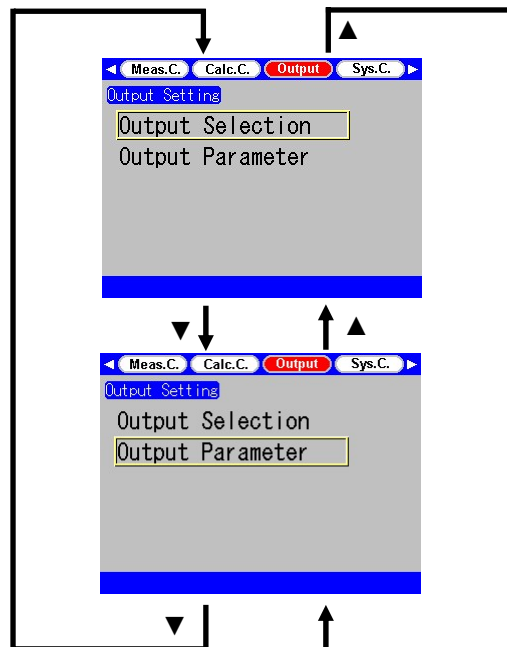 ▲
◀ Meas.C. Calc.C. Output Sys.C. ▶
Output Setting
Output Selection
Output Parameter
▼ ▲
◀ Meas.C. Calc.C. Output Sys.C. ▶
Output Setting
Output Selection
Output Parameter
▼